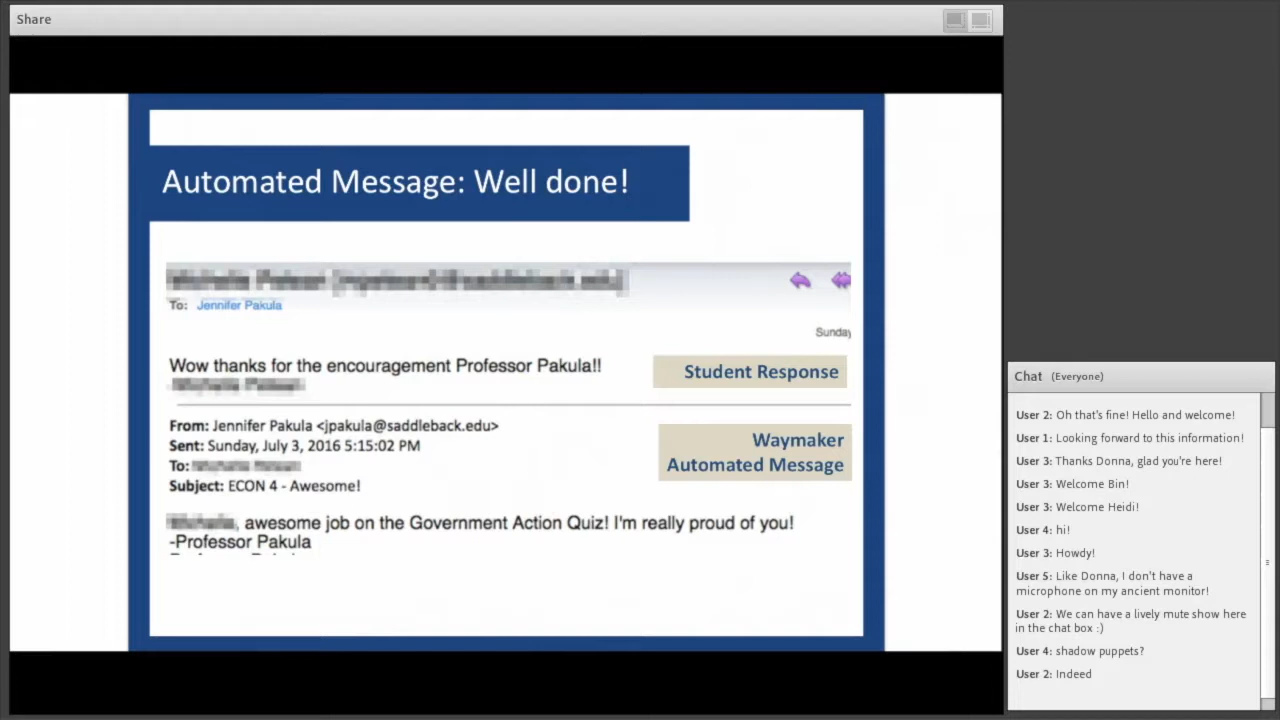 Share
Automated Message: Well done!
To: Jennifer Pakula
Sunday
Wow thanks for the encouragement Professor Pakula!!
Student Response
From: Jennifer Pakula <jpakula@saddleback.edu>
Sent: Sunday, July 3, 2016 5:15:02 PM
To:
Subject: ECON 4 - Awesome!
Waymaker
Automated Message
, awesome job on the Government Action Quiz! I'm really proud of you!
-Professor Pakula
Chat (Everyone)
User 2: Oh that's fine! Hello and welcome!
User 1: Looking forward to this information!
User 3: Thanks Donna, glad you're here!
User 3: Welcome Bin!
User 3: Welcome Heidi!
User 4: hi!
User 3: Howdy!
User 5: Like Donna, I don't have a
microphone on my ancient monitor!
User 2: We can have a lively mute show here
in the chat box :)
User 4: shadow puppets?
User 2: Indeed